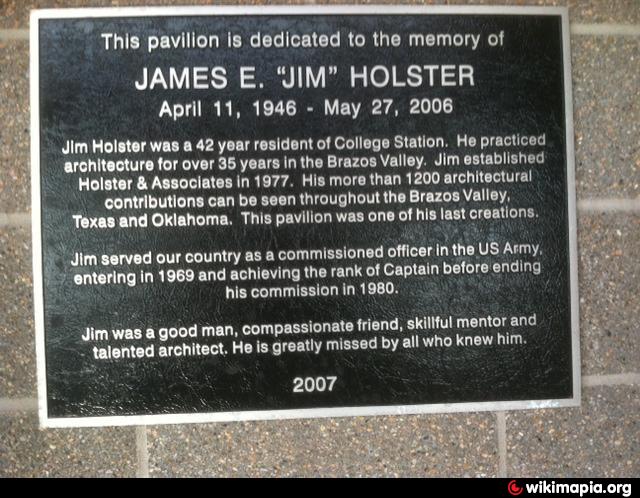 This pavilion is dedicated to the memory of
JAMES E. "JIM" HOLSTER
April 11, 1946 - May 27, 2006
Jim Holster was a 42 year resident of College Station. He practiced
architecture for over 35 years in the Brazos Valley. Jim established
Holster & Associates in 1977. His more than 1200 architectural
contributions can be seen throughout the Brazos Valley,
Texas and Oklahoma. This pavilion was one of his last creations.
Jim served our country as a commissioned officer in the US Army,
entering in 1969 and achieving the rank of Captain before ending
his commission in 1980.
Jim was a good man, compassionate friend, skillful mentor and
talented architect. He is greatly missed by all who knew him.
2007
wikimapia.org